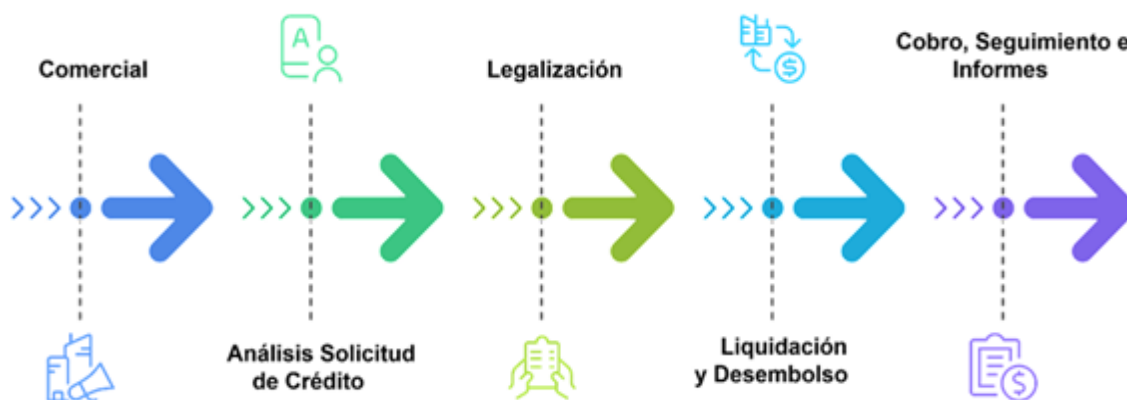 Comercial
A
Análisis Solicitud
de Crédito
Legalización
$
Liquidación
y Desembolso
Cobro, Seguimiento e
Informes
$